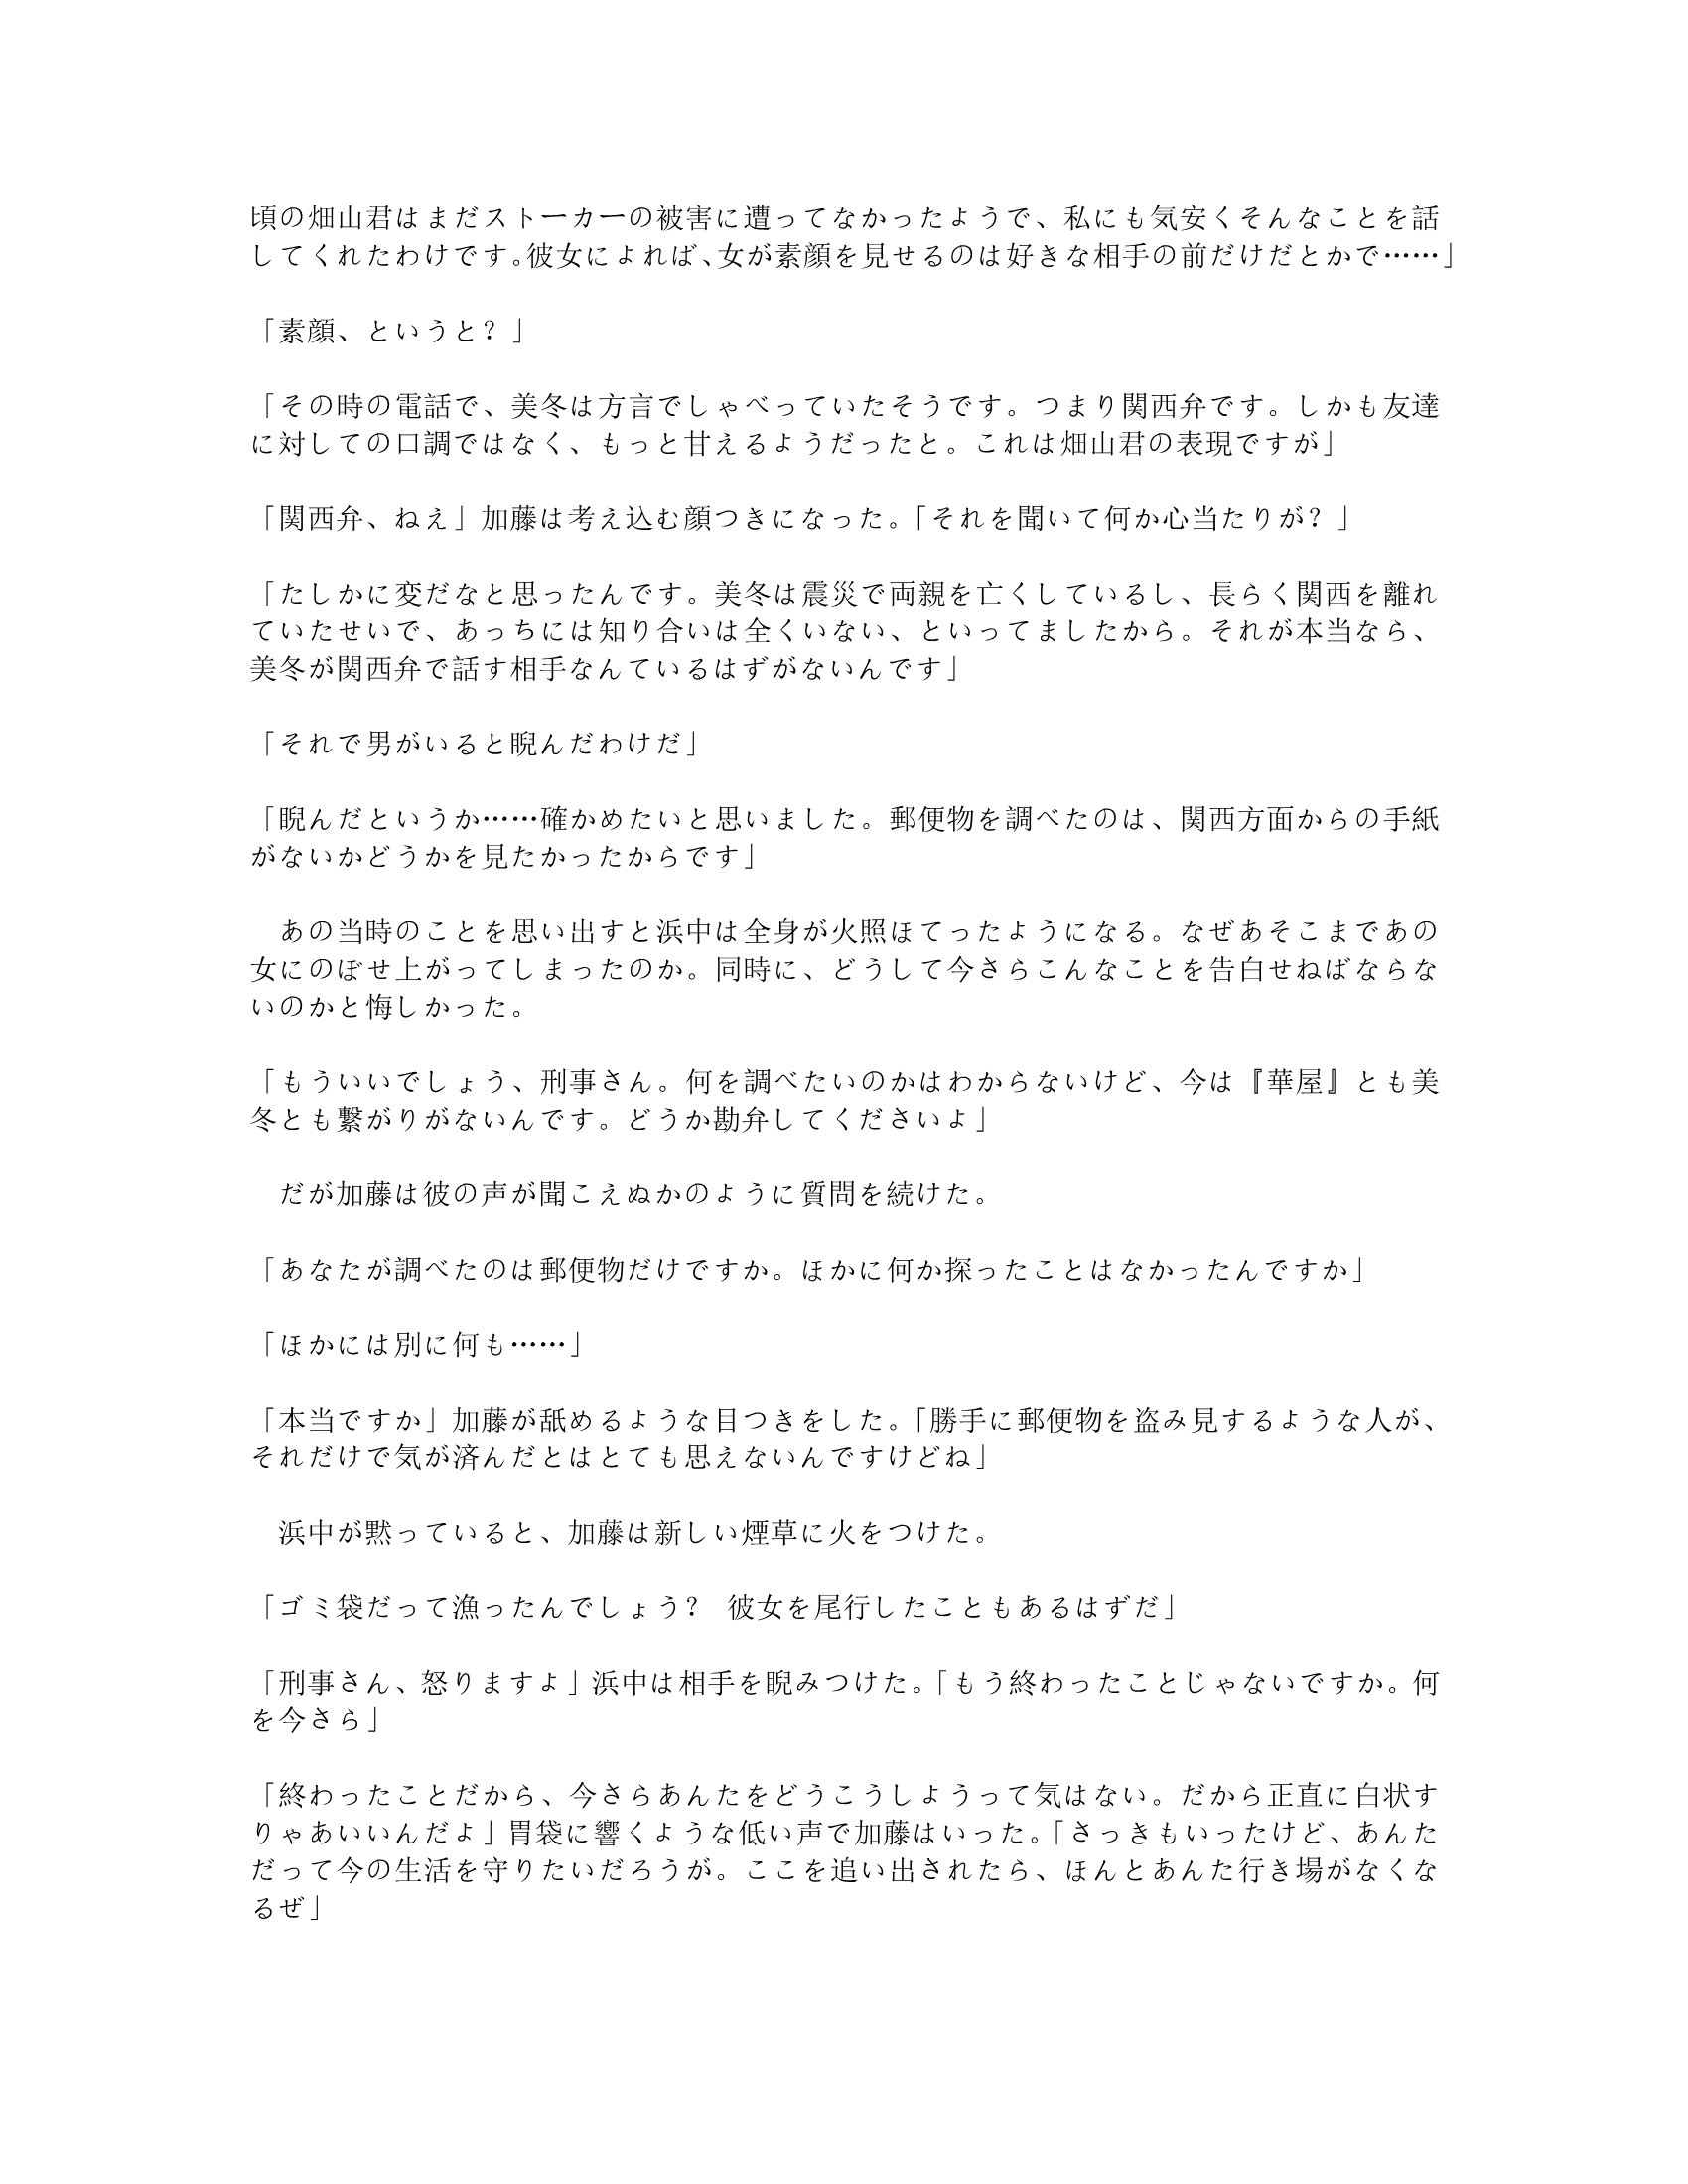 頃の畑山君はまだストーカーの被害に遭ってなかったようで、私にも気安くそんなことを話
してくれたわけです。彼女によれば、女が素顔を見せるのは好きな相手の前だけだとかで……」
「素顔、というと？」
「その時の電話で、美冬は方言でしゃべっていたそうです。つまり関西弁です。しかも友達
に対しての口調ではなく、もっと甘えるようだったと。これは畑山君の表現ですが」
「関西弁、ねえ」加藤は考え込む顔つきになった。「それを聞いて何か心当たりが？」
「たしかに変だなと思ったんです。美冬は震災で両親を亡くしているし、長らく関西を離れ
ていたせいで、あっちには知り合いは全くいない、といってましたから。それが本当なら、
美冬が関西弁で話す相手なんているはずがないんです」
「それで男がいると睨んだわけだ」
「睨んだというか……確かめたいと思いました。郵便物を調べたのは、関西方面からの手紙
がないかどうかを見たかったからです」
　あの当時のことを思い出すと浜中は全身が火照ほてったようになる。なぜあそこまであの
女にのぼせ上がってしまったのか。同時に、どうして今さらこんなことを告白せねばならな
いのかと悔しかった。
「もういいでしょう、刑事さん。何を調べたいのかはわからないけど、今は『華屋』とも美
冬とも繋がりがないんです。どうか勘弁してくださいよ」
　だが加藤は彼の声が聞こえぬかのように質問を続けた。
「あなたが調べたのは郵便物だけですか。ほかに何か探ったことはなかったんですか」
「ほかには別に何も……」
「本当ですか」加藤が舐めるような目つきをした。「勝手に郵便物を盗み見するような人が、
それだけで気が済んだとはとても思えないんですけどね」
　浜中が黙っていると、加藤は新しい煙草に火をつけた。
「ゴミ袋だって漁ったんでしょう？　彼女を尾行したこともあるはずだ」
「刑事さん、怒りますよ」浜中は相手を睨みつけた。「もう終わったことじゃないですか。何
を今さら」
「終わったことだから、今さらあんたをどうこうしようって気はない。だから正直に白状す
りゃあいいんだよ」胃袋に響くような低い声で加藤はいった。「さっきもいったけど、あんた
だって今の生活を守りたいだろうが。ここを追い出されたら、ほんとあんた行き場がなくな
るぜ」